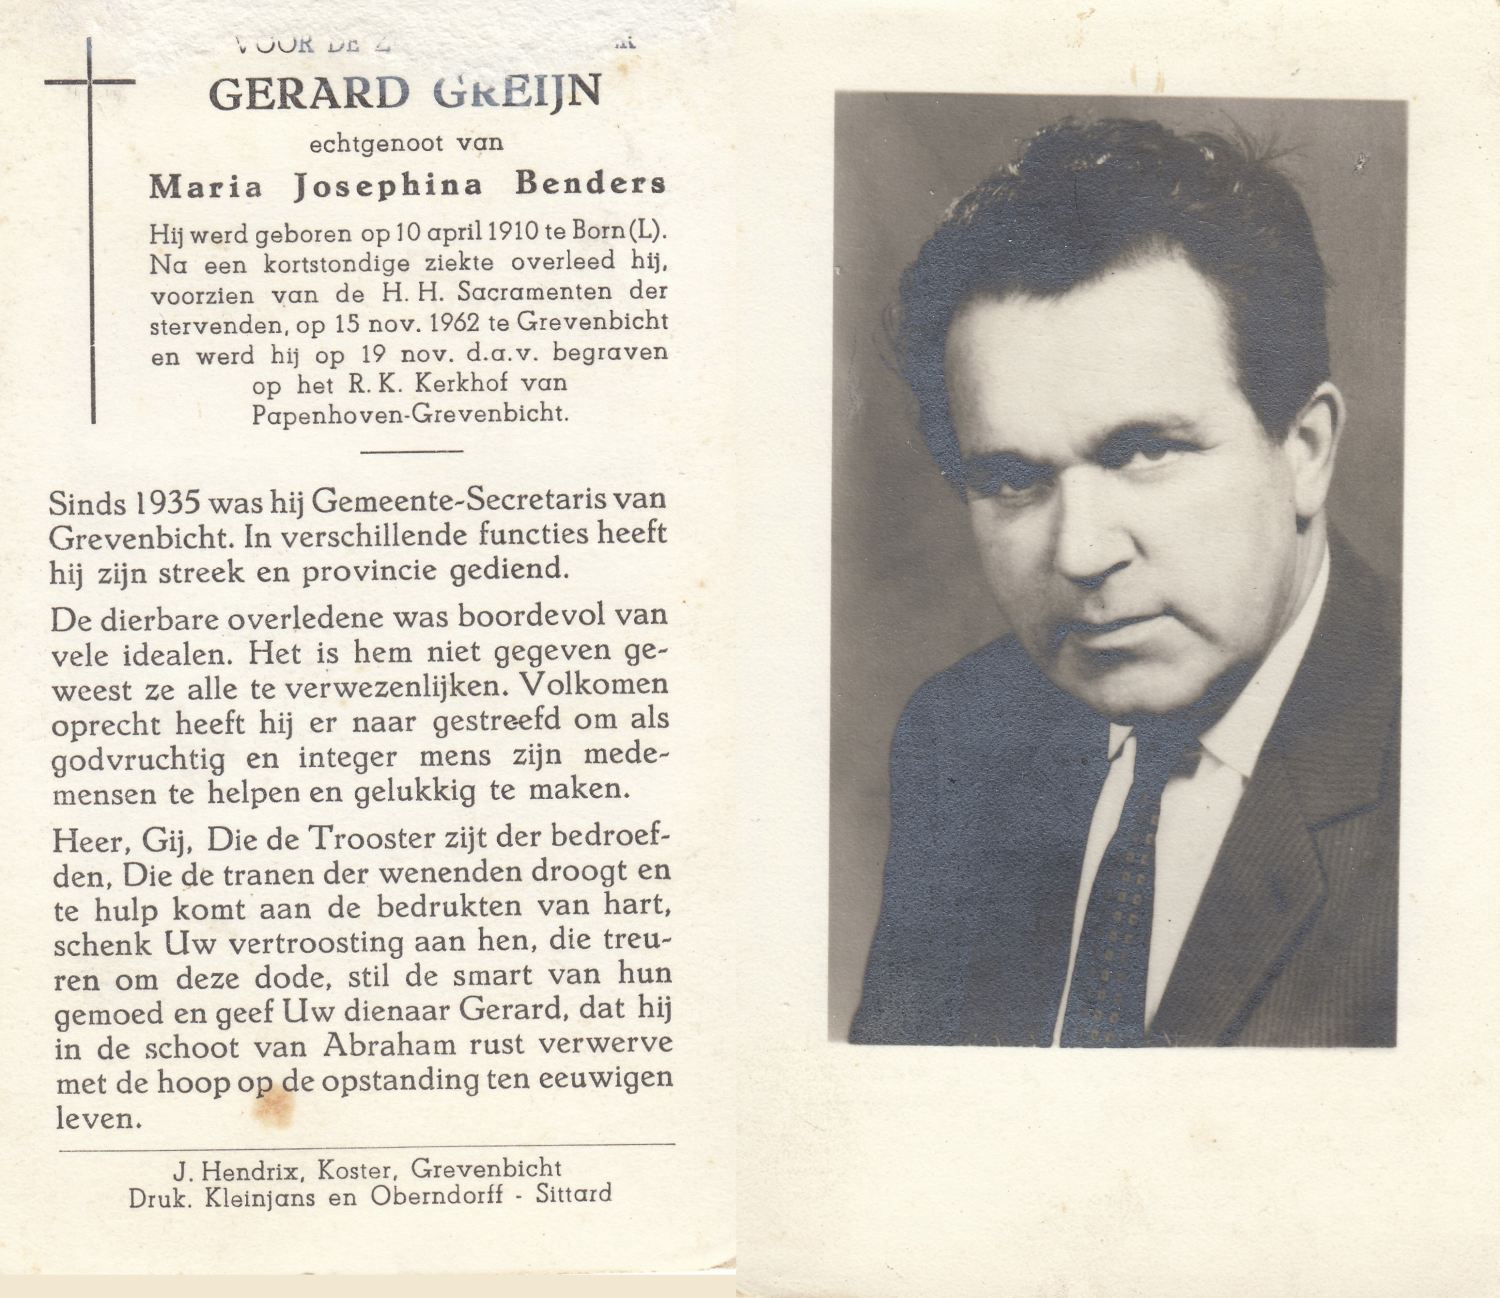 VOOR DE
GERARD GREIJN
echtgenoot van
Maria Josephina Benders
Hij werd geboren op 10 april 1910 te Born (L).
Na een kortstondige ziekte overleed hij,
voorzien van de H. H. Sacramenten der
stervenden, op 15 nov. 1962 te Grevenbicht
en werd hij op 19 nov. d.a.v. begraven
op het R. K. Kerkhof van
Papenhoven-Grevenbicht.
Sinds 1935 was hij Gemeente-Secretaris van
Grevenbicht. In verschillende functies heeft
hij zijn streek en provincie gediend.
De dierbare overledene was boordevol van
vele idealen. Het is hem niet gegeven ge-
weest ze alle te verwezenlijken. Volkomen
oprecht heeft hij er naar gestreefd om als
godvruchtig en integer mens zijn mede-
mensen te helpen en gelukkig te maken.
Heer, Gij, Die de Trooster zijt der bedroef-
den, Die de tranen der wenenden droogt en
te hulp komt aan de bedrukten van hart,
schenk Uw vertroosting aan hen, die treu-
ren om deze dode, stil de smart van hun
gemoed en geef Uw dienaar Gerard, dat hij
in de schoot van Abraham rust verwerve
met de hoop op de opstanding ten eeuwigen
leven.
J. Hendrix, Koster, Grevenbicht
Druk. Kleinjans en Oberndorff - Sittard